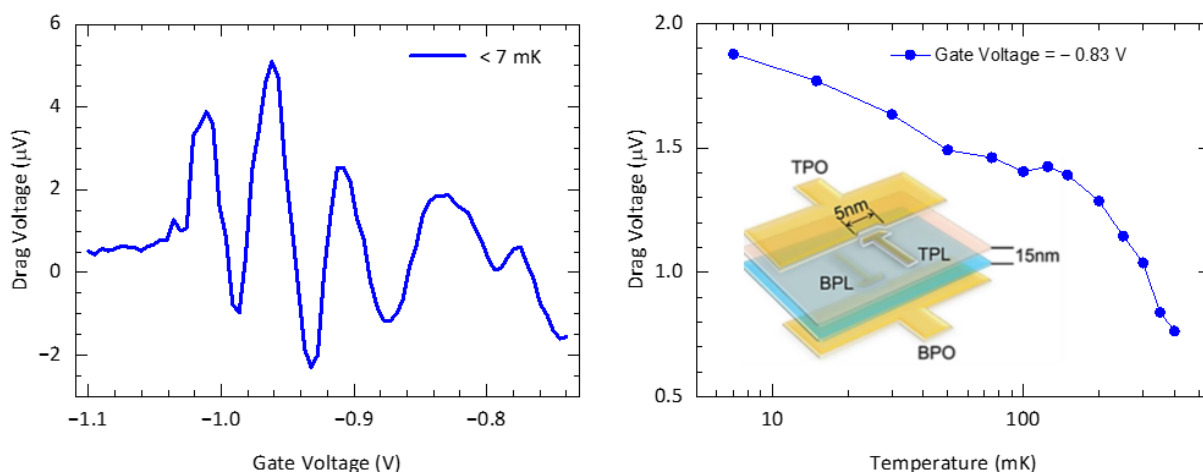 6
4
2
0
−2
Drag Voltage (μV)
< 7 mK
−1.1
−1.0
−0.9
−0.8
Gate Voltage (V)
2.0
1.5
1.0
0.5
Drag Voltage (μV)
Gate Voltage = – 0.83 V
TPO
5nm
TPL
15nm
BPL
BPO
10
100
Temperature (mK)